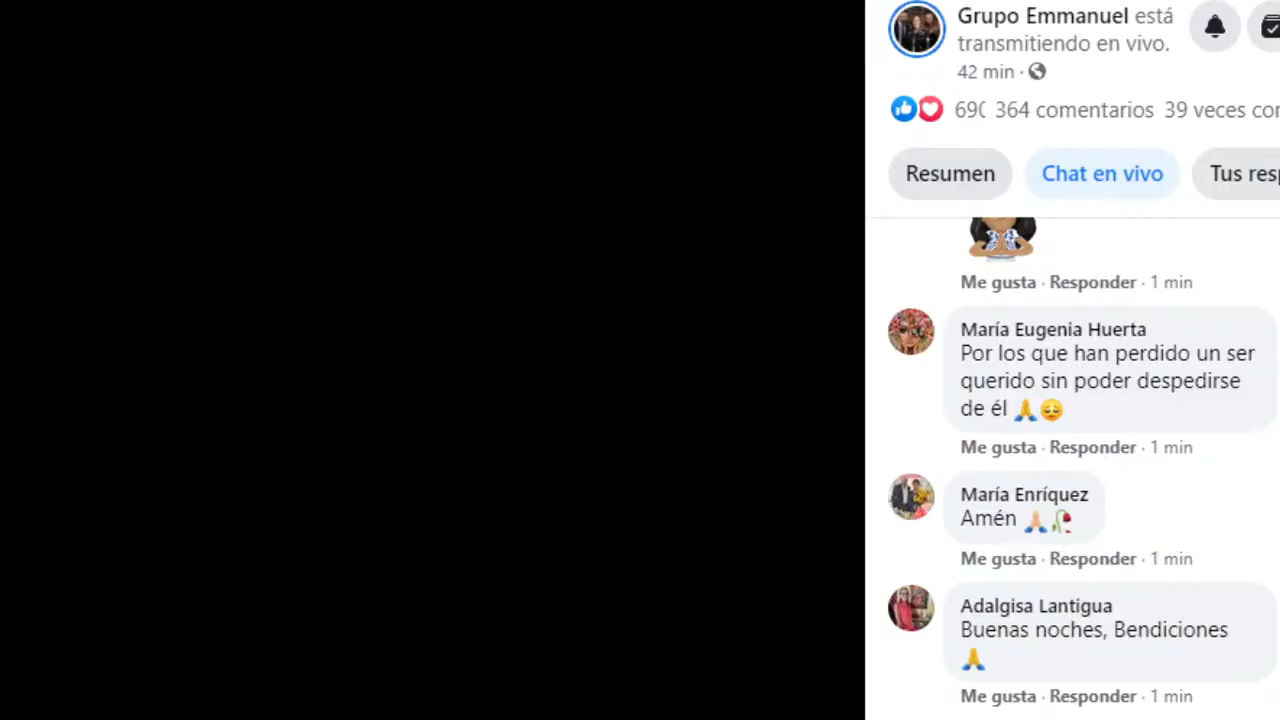 Grupo Emmanuel está
transmitiendo en vivo.
42 min ·
69 364 comentarios 39 veces
Resumen Chat en vivo Tus
Me gusta · Responder · 1 min
María Eugenia Huerta
Por los que han perdido un ser
querido sin poder despedirse
de él 🙏😔
Me gusta · Responder · 1 min
María Enríquez
Amén 🙏🏻🥀
Me gusta · Responder · 1 min
Adalgisa Lantigua
Buenas noches, Bendiciones
🙏
Me gusta · Responder · 1 min